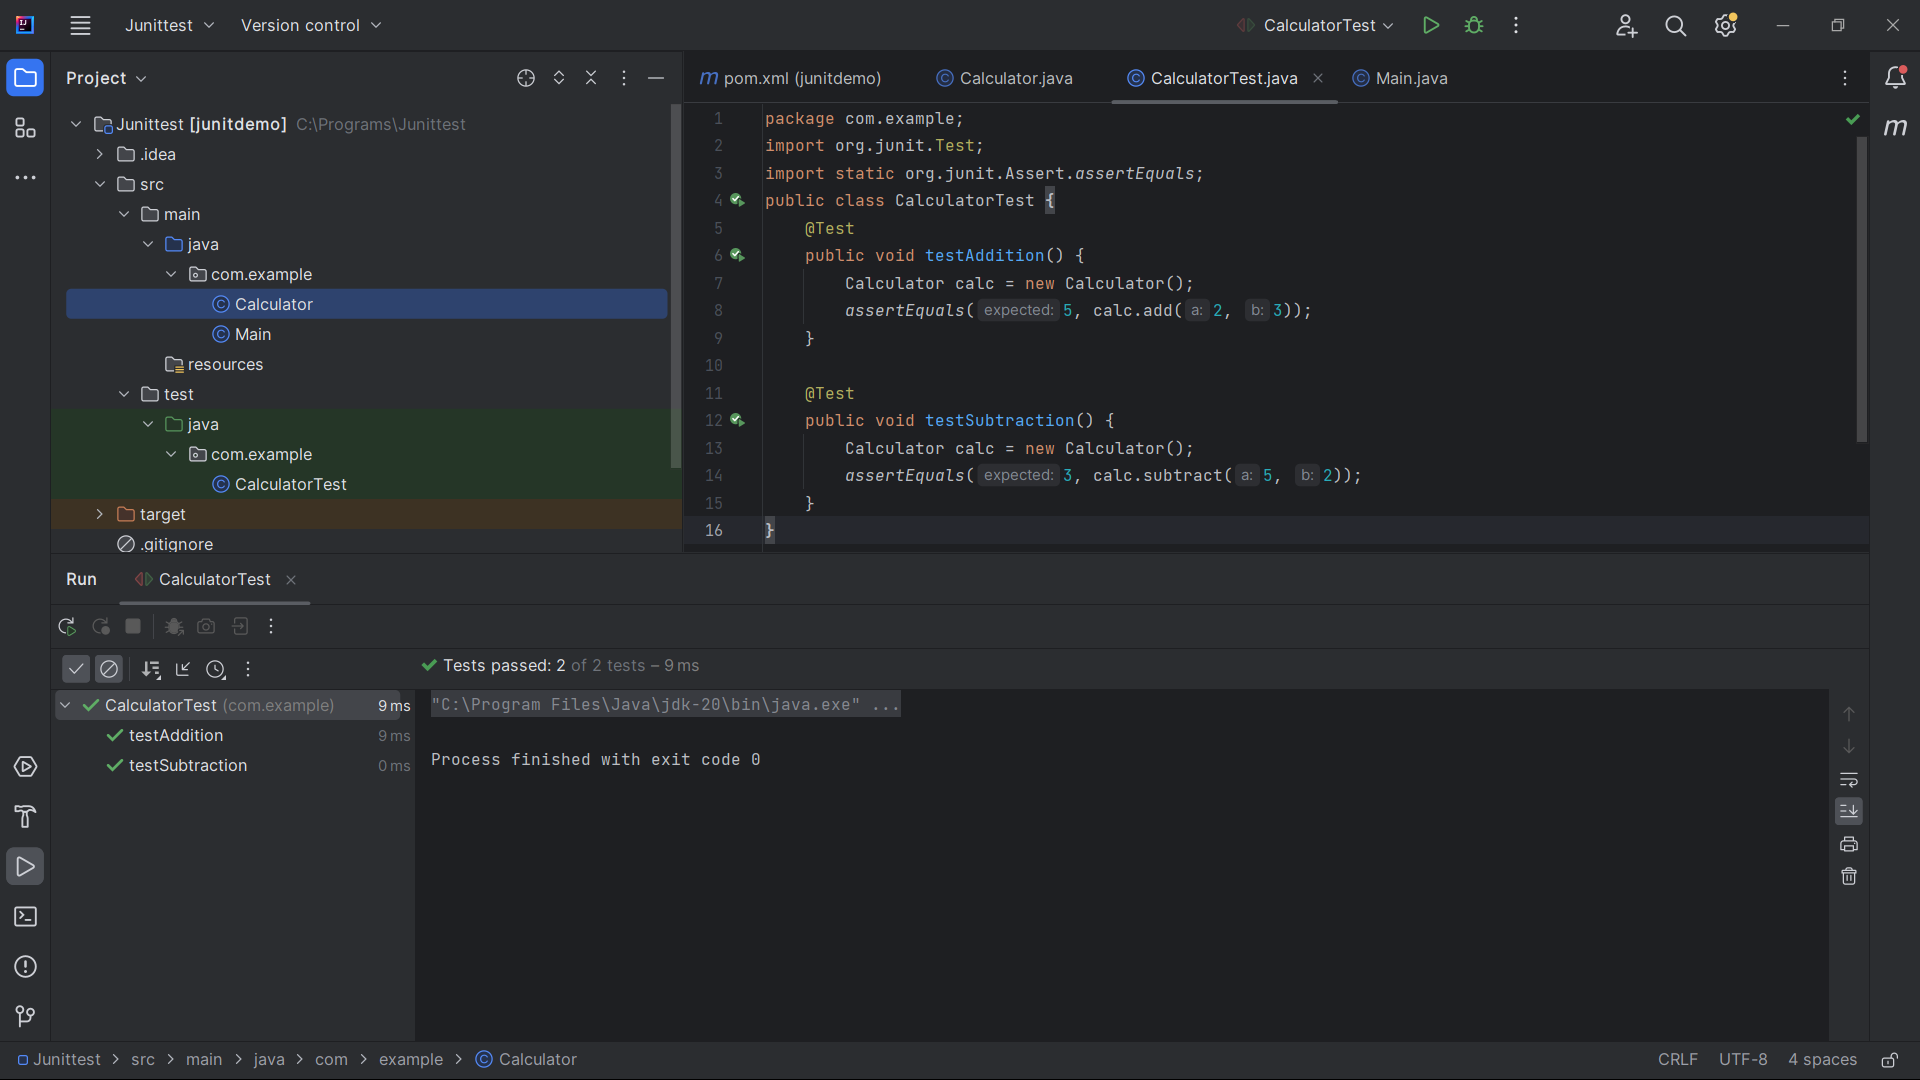 Junittest Version control CalculatorTest
Project
pom.xml (junitdemo) Calculator.java CalculatorTest.java Main.java
Junittest [junitdemo] C:\Programs\Junittest
.idea
src
main
java
com.example
Calculator
Main
resources
test
java
com.example
CalculatorTest
target
.gitignore
1 package com.example;
2 import org.junit.Test;
3 import static org.junit.Assert.assertEquals;
4 public class CalculatorTest {
5 @Test
6 public void testAddition() {
7 Calculator calc = new Calculator();
8 assertEquals( expected: 5, calc.add( a: 2, b: 3));
9 }
10
11 @Test
12 public void testSubtraction() {
13 Calculator calc = new Calculator();
14 assertEquals( expected: 3, calc.subtract( a: 5, b: 2));
15 }
16 }
Run CalculatorTest
Tests passed: 2 of 2 tests – 9 ms
CalculatorTest (com.example) 9 ms
testAddition 9 ms
testSubtraction 0 ms
"C:\Program Files\Java\jdk-20\bin\java.exe" ...
Process finished with exit code 0
Junittest > src > main > java > com > example > Calculator
CRLF UTF-8 4 spaces